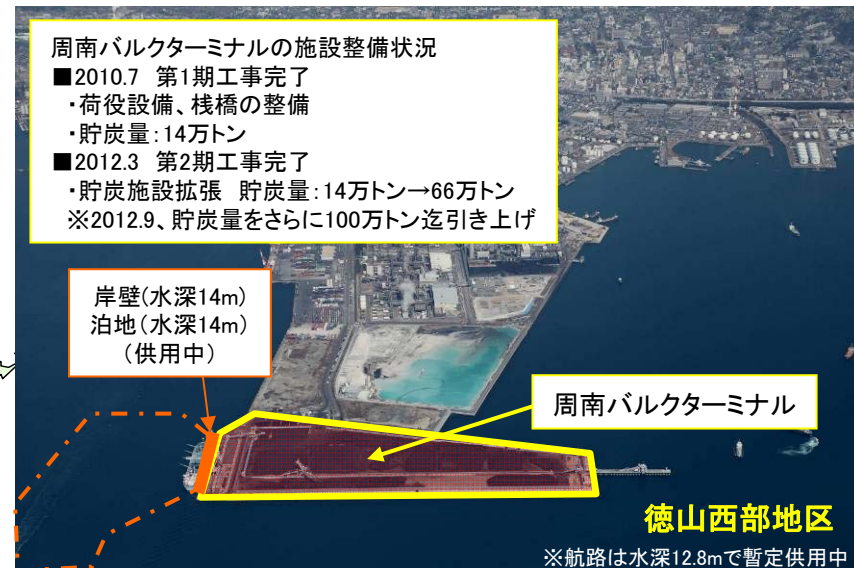 周南バルクターミナルの施設整備状況
■2010.7 第1期工事完了
・荷役設備、桟橋の整備
・貯炭量：14万トン
■2012.3 第2期工事完了
・貯炭施設拡張 貯炭量：14万トン→66万トン
※2012.9、貯炭量をさらに100万トン迄引き上げ
岸壁(水深14m)
泊地(水深14m)
（供用中）
周南バルクターミナル
徳山西部地区
※航路は水深12.8mで暫定供用中